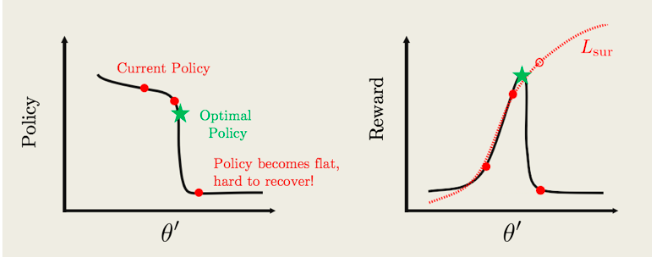 Policy
Current Policy
Optimal
Policy
Policy becomes flat,
hard to recover!
θ′
Reward
L_sur
θ′